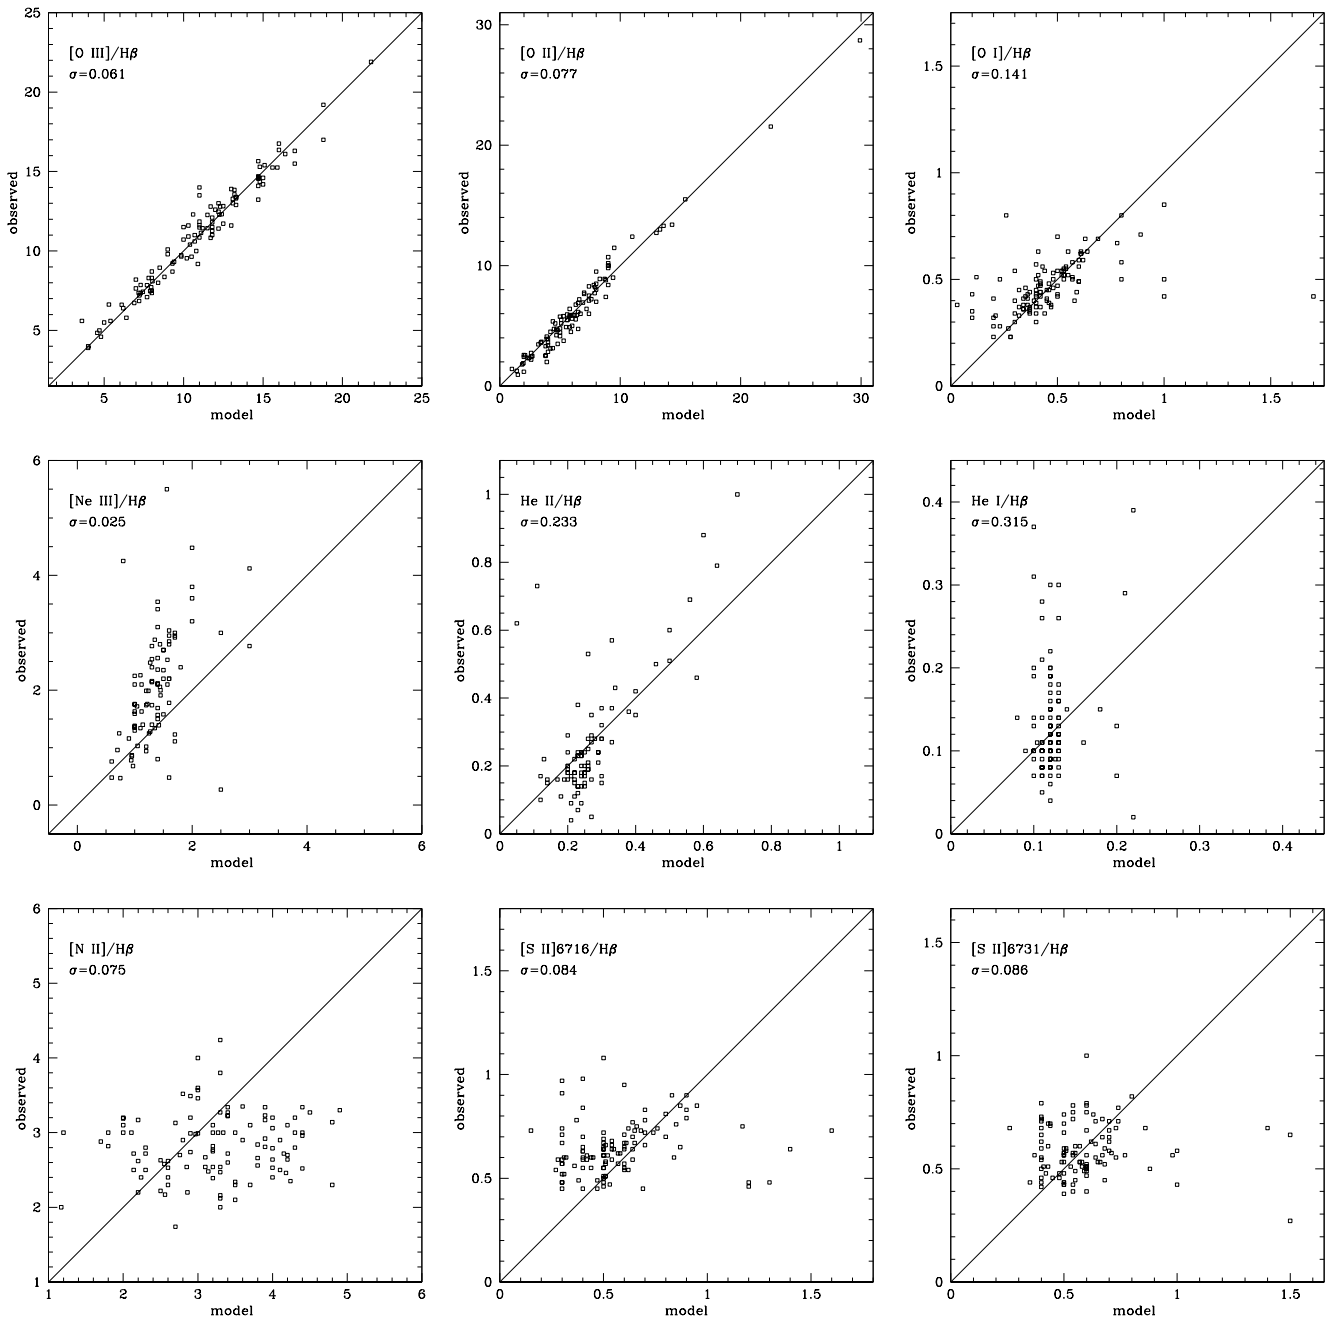 25
20
15
10
5
observed
[O III]/Hβ
σ=0.061
5 10 15 20 25
model
30
20
10
0
observed
[O II]/Hβ
σ=0.077
0 10 20 30
model
1.5
1
0.5
0
observed
[O I]/Hβ
σ=0.141
0 0.5 1 1.5
model
6
4
2
0
observed
[Ne III]/Hβ
σ=0.025
0 2 4 6
model
1
0.8
0.6
0.4
0.2
0
observed
He II/Hβ
σ=0.233
0 0.2 0.4 0.6 0.8 1
model
0.4
0.3
0.2
0.1
0
observed
He I/Hβ
σ=0.315
0 0.1 0.2 0.3 0.4
model
6
5
4
3
2
1
observed
[N II]/Hβ
σ=0.075
1 2 3 4 5 6
model
1.5
1
0.5
0
observed
[S II]6716/Hβ
σ=0.084
0 0.5 1 1.5
model
1.5
1
0.5
0
observed
[S II]6731/Hβ
σ=0.086
0 0.5 1 1.5
model